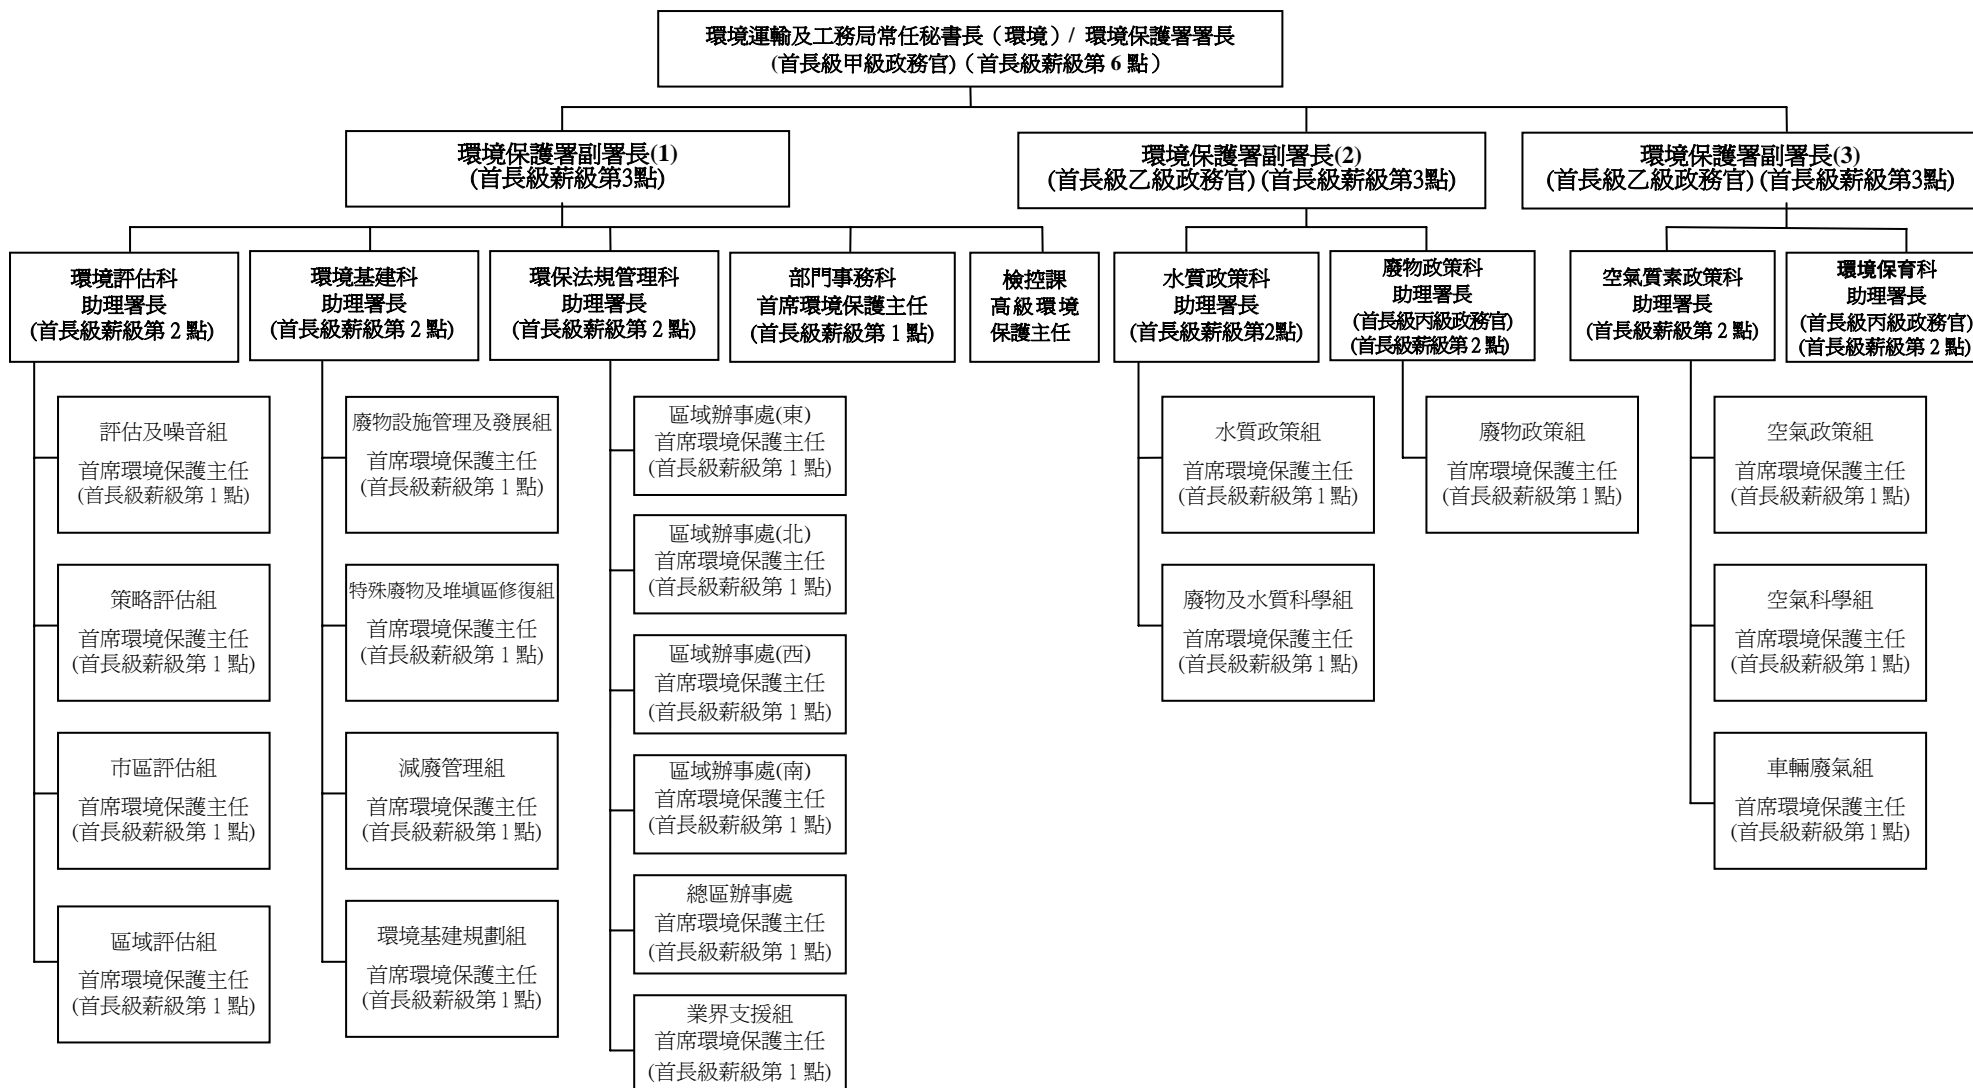 環境運輸及工務局常任秘書長（環境）/ 環境保護署署長
(首長級甲級政務官)（首長級薪級第 6 點）
環境保護署副署長(1)
(首長級薪級第3點)
環境保護署副署長(2)
(首長級乙級政務官) (首長級薪級第3點)
環境保護署副署長(3)
(首長級乙級政務官) (首長級薪級第3點)
環境評估科
助理署長
(首長級薪級第 2 點)
環境基建科
助理署長
(首長級薪級第 2 點)
環保法規管理科
助理署長
(首長級薪級第 2 點)
部門事務科
首席環境保護主任
(首長級薪級第 1 點)
檢控課
高級環境
保護主任
水質政策科
助理署長
(首長級薪級第2點)
廢物政策科
助理署長
(首長級丙級政務官)
(首長級薪級第 2 點)
空氣質素政策科
助理署長
(首長級薪級第 2 點)
環境保育科
助理署長
(首長級丙級政務官)
(首長級薪級第 2 點)
評估及噪音組
首席環境保護主任
(首長級薪級第 1 點)
策略評估組
首席環境保護主任
(首長級薪級第 1 點)
市區評估組
首席環境保護主任
(首長級薪級第 1 點)
區域評估組
首席環境保護主任
(首長級薪級第 1 點)
廢物設施管理及發展組
首席環境保護主任
(首長級薪級第 1 點)
特殊廢物及堆填區修復組
首席環境保護主任
(首長級薪級第 1 點)
減廢管理組
首席環境保護主任
(首長級薪級第 1 點)
環境基建規劃組
首席環境保護主任
(首長級薪級第 1 點)
區域辦事處(東)
首席環境保護主任
(首長級薪級第 1 點)
區域辦事處(北)
首席環境保護主任
(首長級薪級第 1 點)
區域辦事處(西)
首席環境保護主任
(首長級薪級第 1 點)
區域辦事處(南)
首席環境保護主任
(首長級薪級第 1 點)
總區辦事處
首席環境保護主任
(首長級薪級第 1 點)
業界支援組
首席環境保護主任
(首長級薪級第 1 點)
水質政策組
首席環境保護主任
(首長級薪級第 1 點)
廢物及水質科學組
首席環境保護主任
(首長級薪級第 1 點)
廢物政策組
首席環境保護主任
(首長級薪級第 1 點)
空氣政策組
首席環境保護主任
(首長級薪級第 1 點)
空氣科學組
首席環境保護主任
(首長級薪級第 1 點)
車輛廢氣組
首席環境保護主任
(首長級薪級第 1 點)